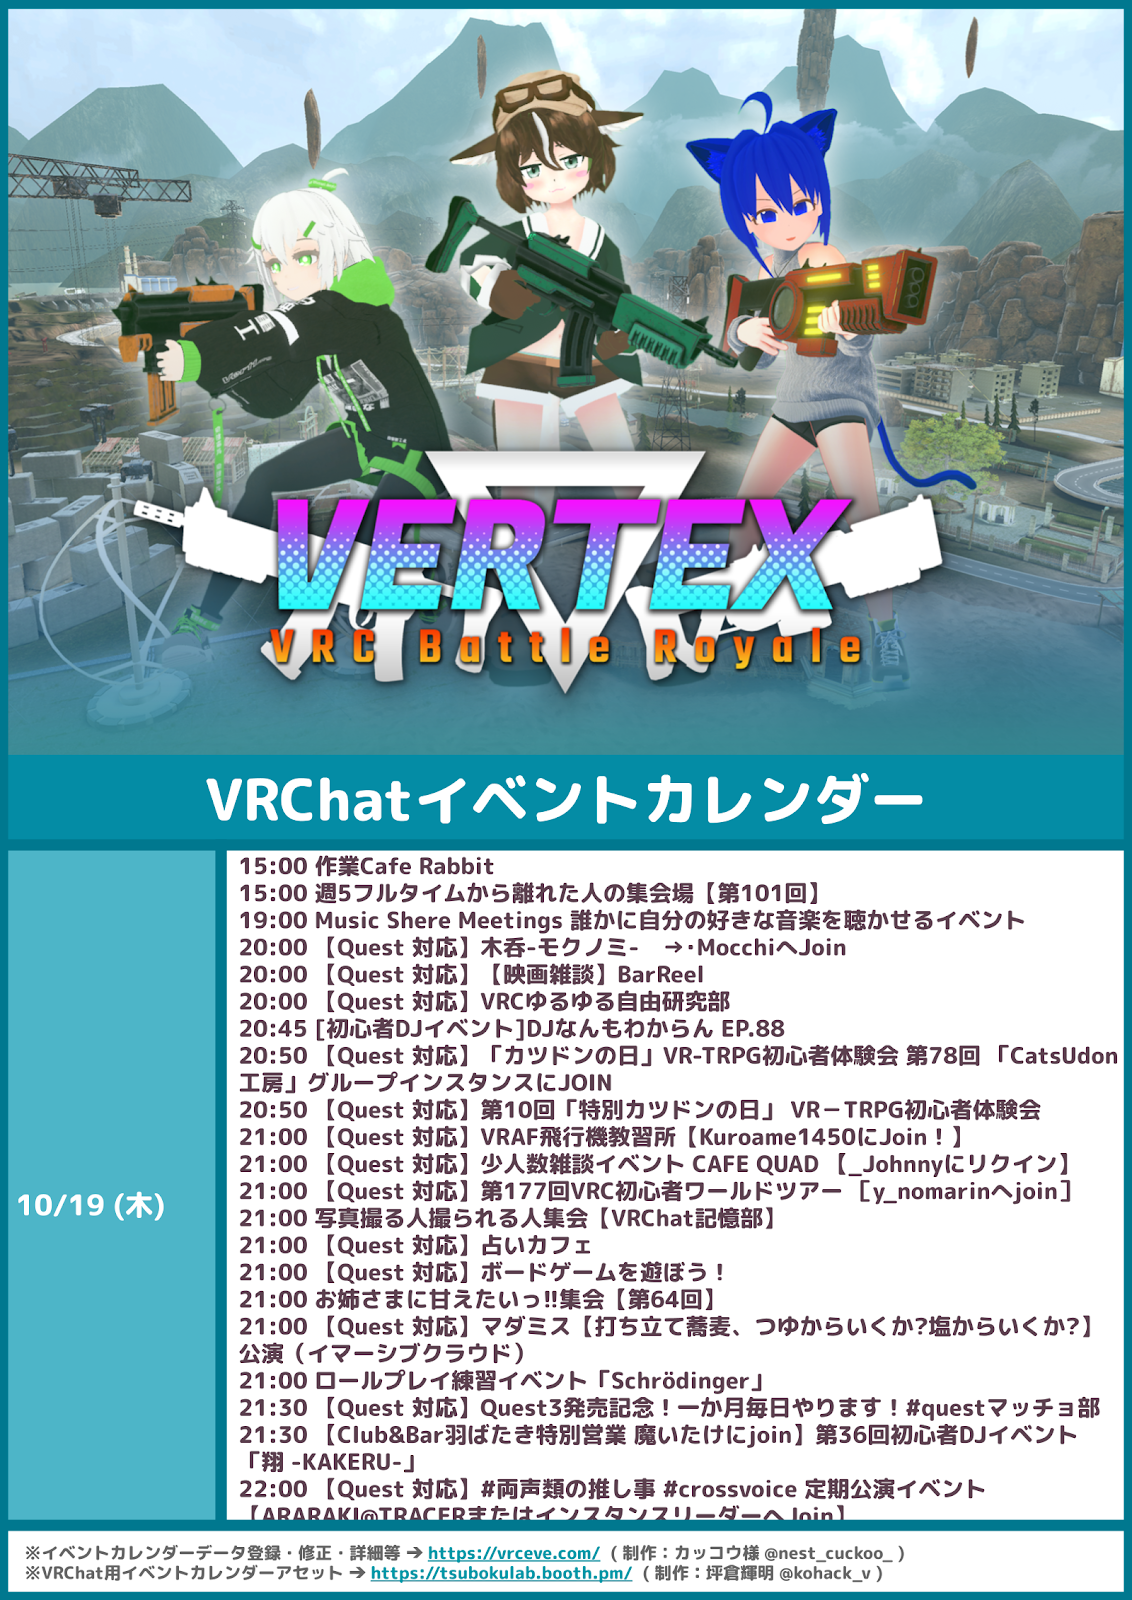 VERTEX
VRC Battle Royale
VRChatイベントカレンダー
10/19 (木)
15:00 作業Cafe Rabbit
15:00 週5フルタイムから離れた人の集会場【第101回】
19:00 Music Shere Meetings 誰かに自分の好きな音楽を聴かせるイベント
20:00 【Quest 対応】木呑-モクノミ-　→･MocchiへJoin
20:00 【Quest 対応】【映画雑談】BarReel
20:00 【Quest 対応】VRCゆるゆる自由研究部
20:45 [初心者DJイベント]DJなんもわからん EP.88
20:50 【Quest 対応】「カツドンの日」VR-TRPG初心者体験会 第78回 「CatsUdon
工房」グループインスタンスにJOIN
20:50 【Quest 対応】第10回「特別カツドンの日」 VR－TRPG初心者体験会
21:00 【Quest 対応】VRAF飛行機教習所【Kuroame1450にJoin！】
21:00 【Quest 対応】少人数雑談イベント CAFE QUAD 【_Johnnyにリクイン】
21:00 【Quest 対応】第177回VRC初心者ワールドツアー ［y_nomarinへjoin］
21:00 写真撮る人撮られる人集会【VRChat記憶部】
21:00 【Quest 対応】占いカフェ
21:00 【Quest 対応】ボードゲームを遊ぼう！
21:00 お姉さまに甘えたいっ!!集会【第64回】
21:00 【Quest 対応】マダミス【打ち立て蕎麦、つゆからいくか?塩からいくか?】
公演（イマーシブクラウド）
21:00 ロールプレイ練習イベント「Schrödinger」
21:30 【Quest 対応】Quest3発売記念！一か月毎日やります！#questマッチョ部
21:30 【Club&Bar羽ばたき特別営業 魔いたけにjoin】第36回初心者DJイベント
「翔 -KAKERU-」
22:00 【Quest 対応】#両声類の推し事 #crossvoice 定期公演イベント
【ARARAKI@TRACERまたはインスタンスリーダーへ Join】
※イベントカレンダーデータ登録・修正・詳細等 ➔ https://vrceve.com/ ( 制作：カッコウ様 @nest_cuckoo_ )
※VRChat用イベントカレンダーアセット ➔ https://tsubokulab.booth.pm/ ( 制作：坪倉輝明 @kohack_v )